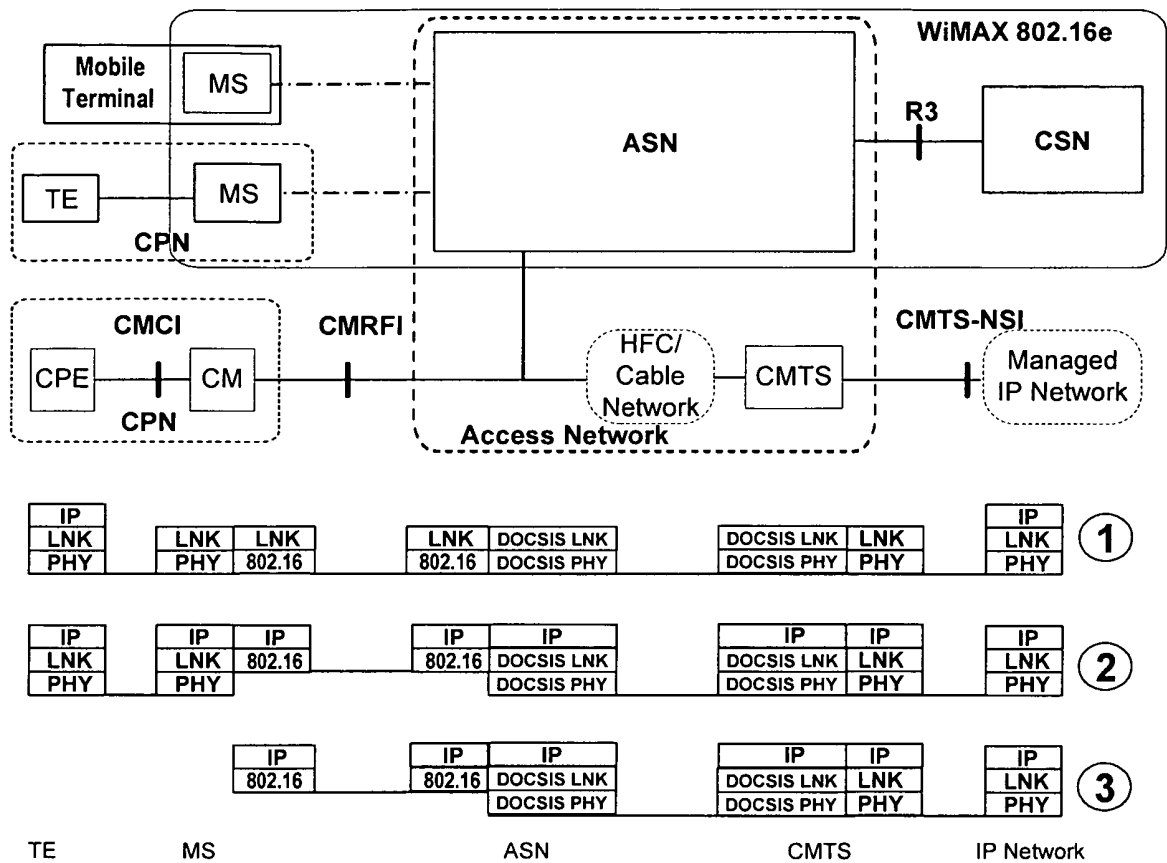 WiMAX 802.16e
Mobile
Terminal
MS
R3
ASN
CSN
TE
MS
CPN
CMCI
CMRFI
CMTS-NSI
CPE
CM
HFC/
Cable
Network
CMTS
Managed
IP Network
CPN
Access Network
IP IP
LNK LNK LNK LNK DOCSIS LNK DOCSIS LNK LNK LNK 1
PHY PHY 802.16 802.16 DOCSIS PHY DOCSIS PHY PHY PHY
IP IP IP IP IP IP IP IP
LNK LNK 802.16 802.16 DOCSIS LNK DOCSIS LNK LNK LNK 2
PHY PHY DOCSIS PHY DOCSIS PHY PHY PHY
IP IP IP IP IP IP
802.16 802.16 DOCSIS LNK DOCSIS LNK LNK LNK 3
DOCSIS PHY DOCSIS PHY PHY PHY
TE MS ASN CMTS IP Network